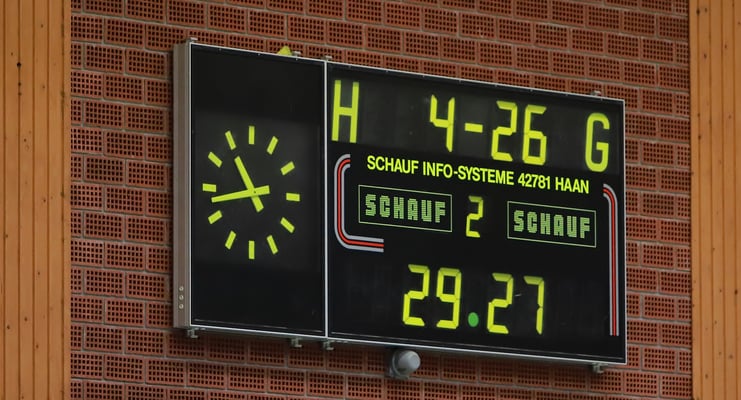 H 4-26 G
SCHAUF INFO-SYSTEME 42781 HAAN
SCHAUF 2 SCHAUF
29.27